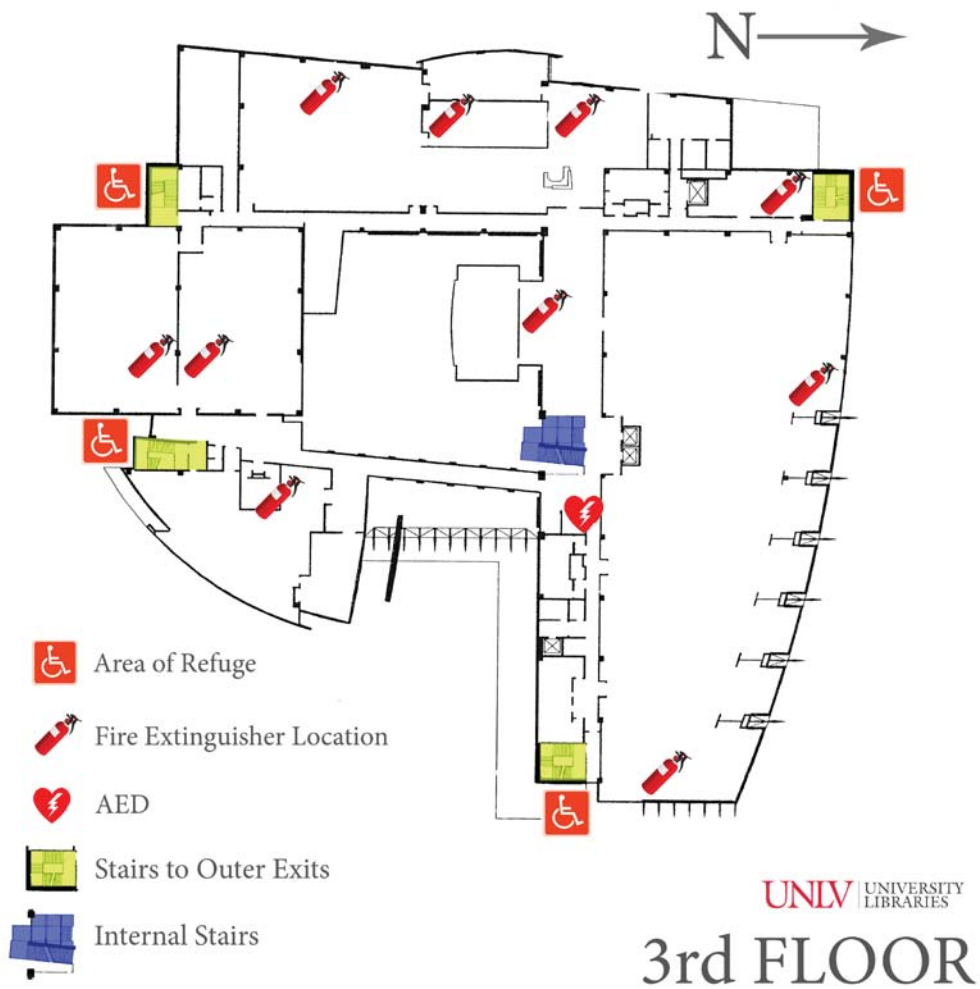 N
Area of Refuge
Fire Extinguisher Location
AED
Stairs to Outer Exits
Internal Stairs
UNLV UNIVERSITY
LIBRARIES
3rd FLOOR